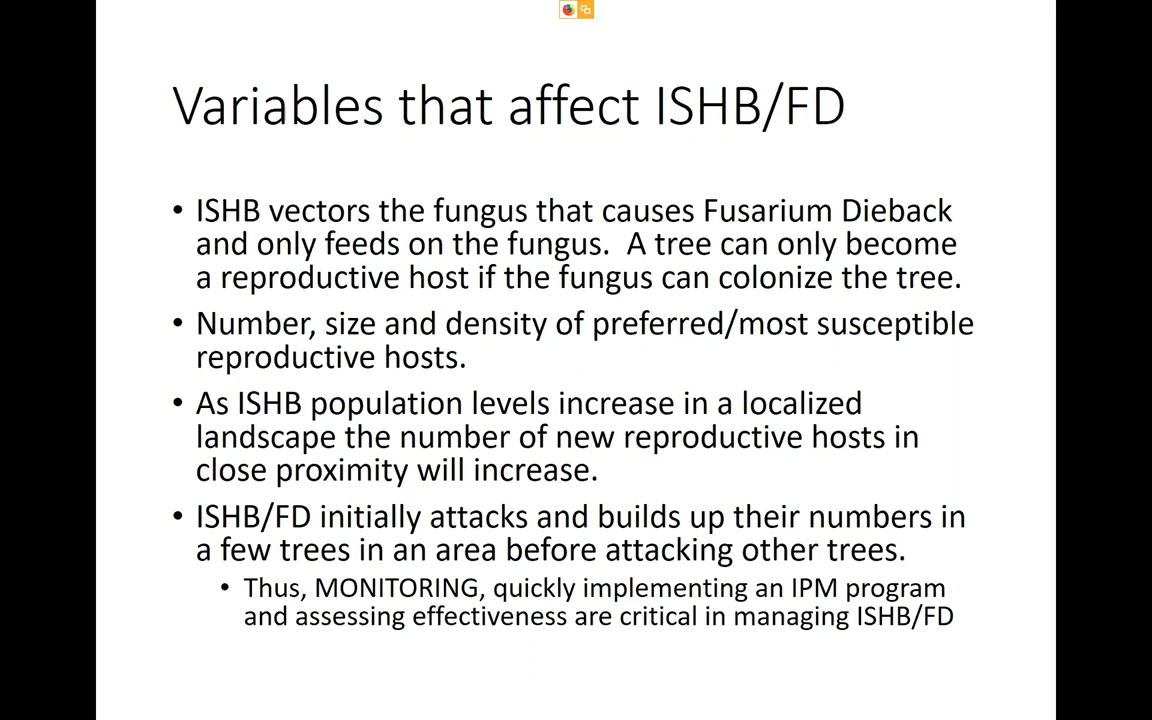 Variables that affect ISHB/FD
• ISHB vectors the fungus that causes Fusarium Dieback
and only feeds on the fungus.  A tree can only become
a reproductive host if the fungus can colonize the tree.
• Number, size and density of preferred/most susceptible
reproductive hosts.
• As ISHB population levels increase in a localized
landscape the number of new reproductive hosts in
close proximity will increase.
• ISHB/FD initially attacks and builds up their numbers in
a few trees in an area before attacking other trees.
• Thus, MONITORING, quickly implementing an IPM program
and assessing effectiveness are critical in managing ISHB/FD